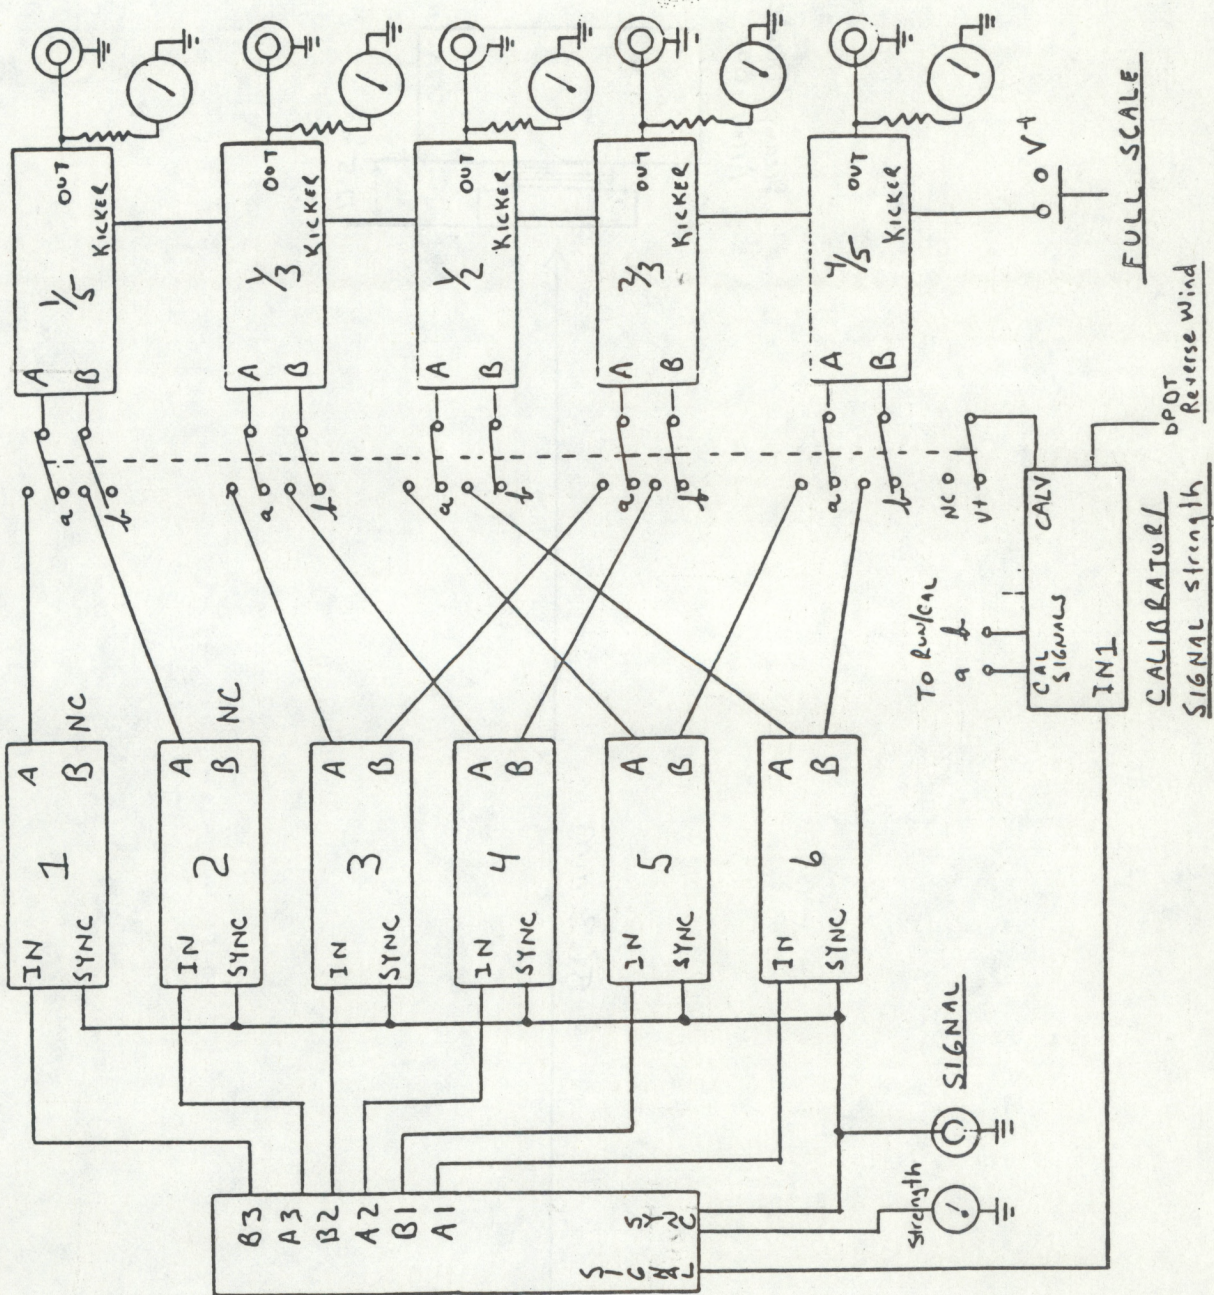 OUT
1/5
KICKER
A
B
OUT
1/3
KICKER
A
B
OUT
1/2
KICKER
A
B
OUT
2/3
KICKER
A
B
OUT
4/5
KICKER
A
B
V+
FULL SCALE
a
b
a
b
a
b
a
b
a
b
NC
V+
CALV
DPDT
Reverse Wind
To Run/Cal
a
b
CAL
SIGNALS
IN1
CALIBRATOR/
SIGNAL strength
A
B
NC
1
IN
SYNC
A
B
NC
2
IN
SYNC
A
B
3
IN
SYNC
A
B
4
IN
SYNC
A
B
5
IN
SYNC
A
B
6
IN
SYNC
SIGNAL
strength
B3
A3
B2
A2
B1
A1
SYNC
SIGNAL